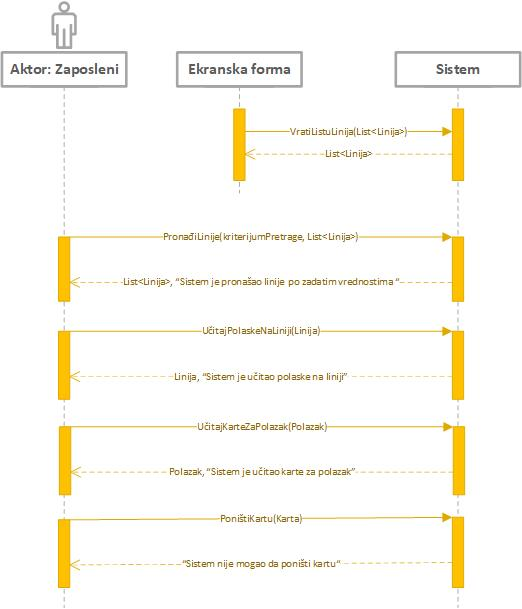 Aktor: Zaposleni
Ekranska forma
Sistem
VratiListuLinija(List<Linija>)
List<Linija>
PronađiLinije(kriterijumPretrage, List<Linija>)
List<Linija>, "Sistem je pronašao linije po zadatim vrednostima "
UčitajPolaskeNaLiniji(Linija)
Linija, "Sistem je učitao polaske na liniji"
UčitajKarteZaPolazak(Polazak)
Polazak, "Sistem je učitao karte za polazak"
PoništiKartu(Karta)
"Sistem nije mogao da poništi kartu"